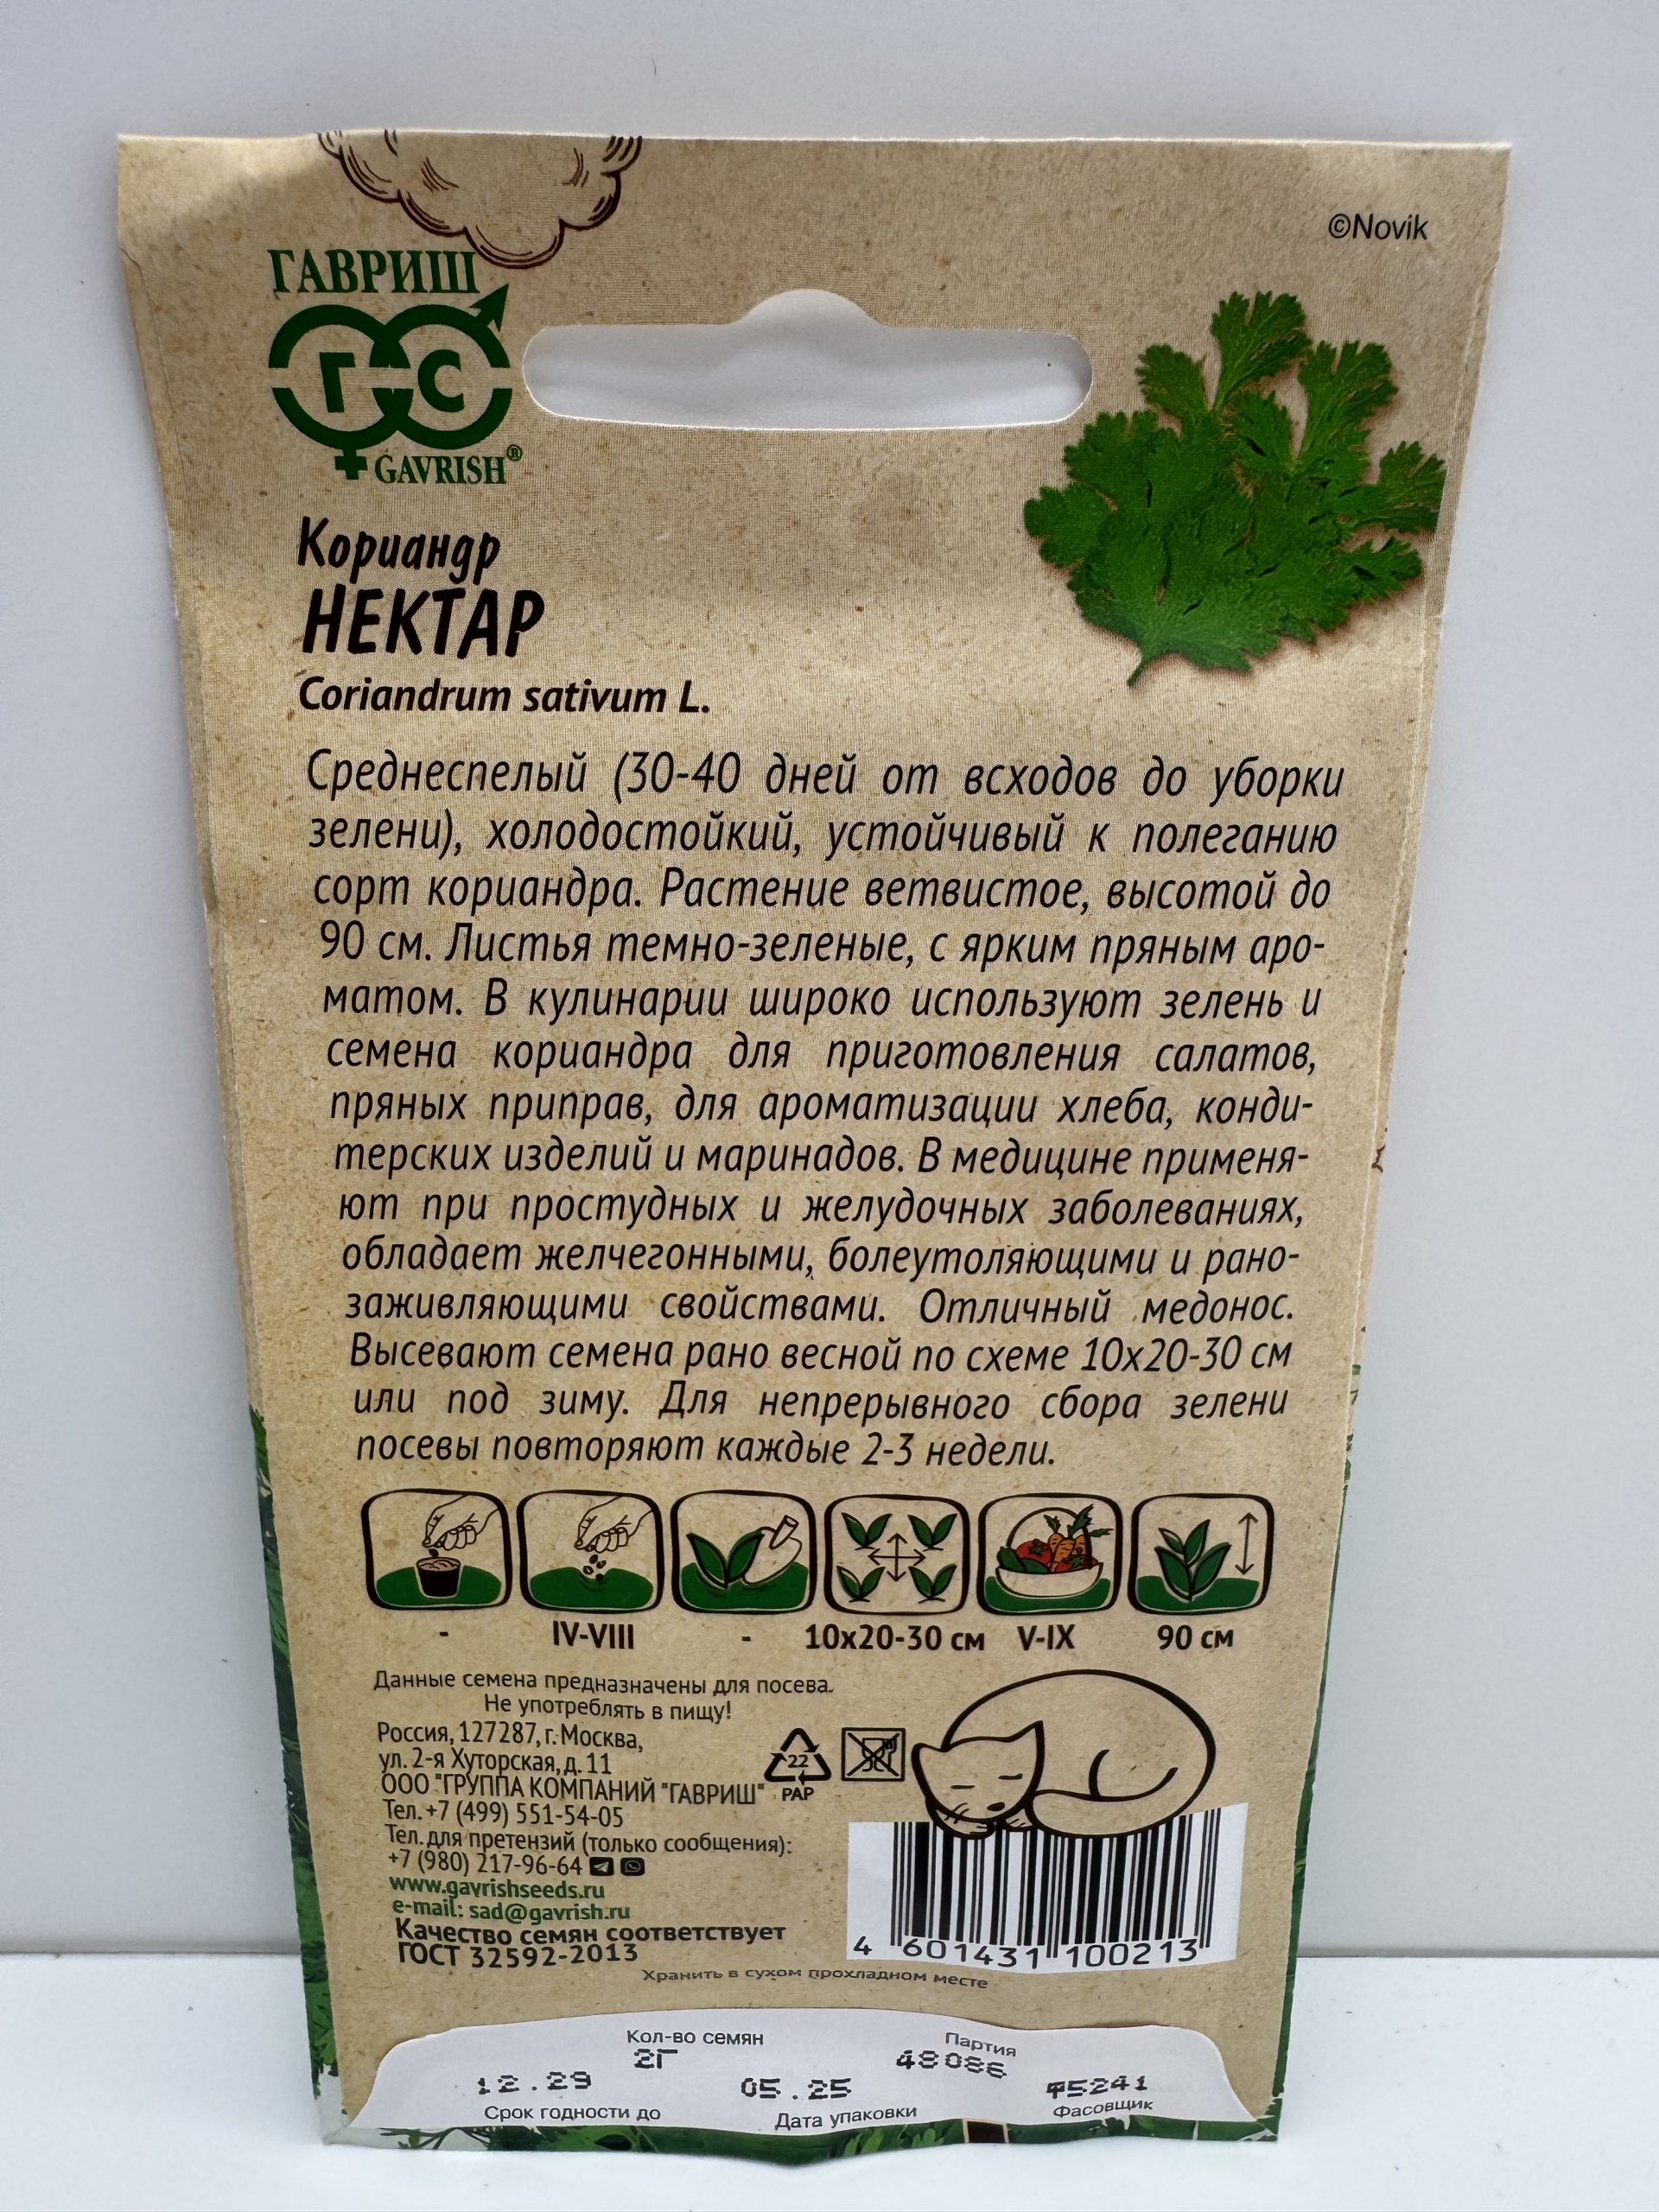 ©Novik
ГАВРИШ
ГС
GAVRISH®
Кориандр
НЕКТАР
Coriandrum sativum L.
Среднеспелый (30-40 дней от всходов до уборки
зелени), холодостойкий, устойчивый к полеганию
сорт кориандра. Растение ветвистое, высотой до
90 см. Листья темно-зеленые, с ярким пряным аро-
матом. В кулинарии широко используют зелень и
семена кориандра для приготовления салатов,
пряных приправ, для ароматизации хлеба, конди-
терских изделий и маринадов. В медицине применя-
ют при простудных и желудочных заболеваниях,
обладает желчегонными, болеутоляющими и рано-
заживляющими свойствами. Отличный медонос.
Высевают семена рано весной по схеме 10х20-30 см
или под зиму. Для непрерывного сбора зелени
посевы повторяют каждые 2-3 недели.
- IV-VIII - 10х20-30 см V-IX 90 см
Данные семена предназначены для посева.
Не употреблять в пищу!
Россия, 127287, г. Москва,
ул. 2-я Хуторская, д. 11
ООО "ГРУППА КОМПАНИЙ "ГАВРИШ"
Тел. +7 (499) 551-54-05
Тел. для претензий (только сообщения):
+7 (980) 217-96-64
www.gavrishseeds.ru
e-mail: sad@gavrish.ru
Качество семян соответствует
ГОСТ 32592-2013
22
PAP
4 601431 100213
Хранить в сухом прохладном месте
Кол-во семян
2Г
Партия
48086
12.29
Срок годности до
05.25
Дата упаковки
Ф5241
Фасовщик